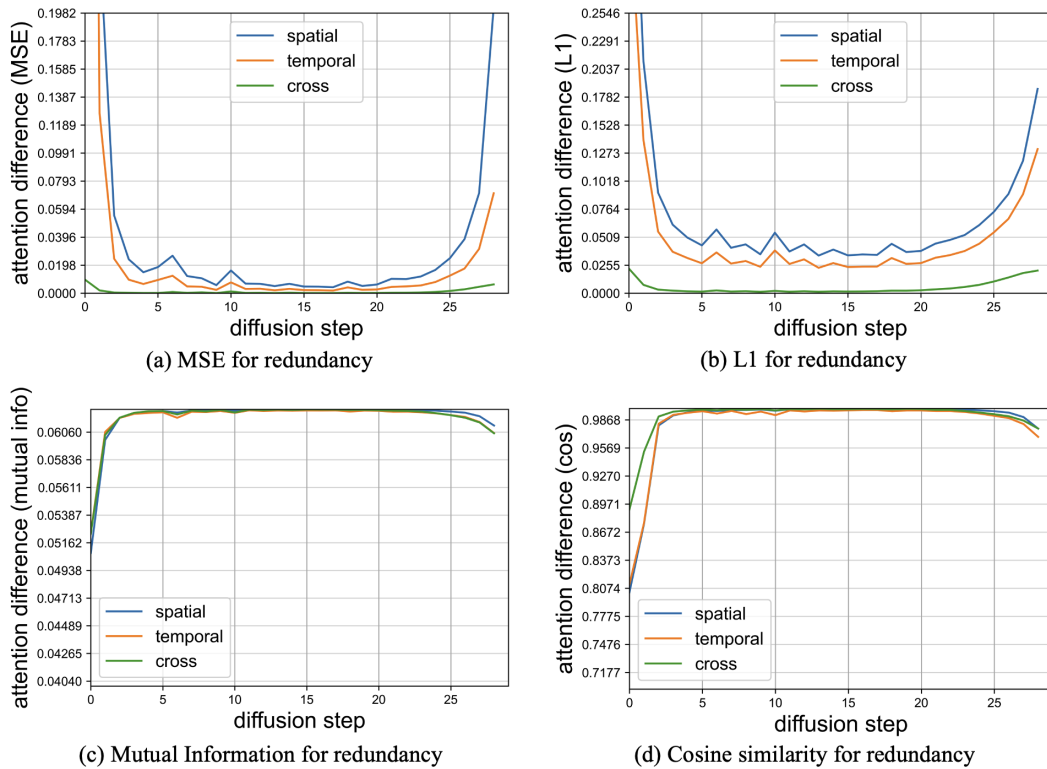 0.1982
0.1783
0.1585
0.1387
0.1189
0.0991
0.0793
0.0594
0.0396
0.0198
0.0000
attention difference (MSE)
spatial
temporal
cross
0 5 10 15 20 25
diffusion step
(a) MSE for redundancy
0.2546
0.2291
0.2037
0.1782
0.1528
0.1273
0.1018
0.0764
0.0509
0.0255
0.0000
attention difference (L1)
spatial
temporal
cross
0 5 10 15 20 25
diffusion step
(b) L1 for redundancy
0.06060
0.05836
0.05611
0.05387
0.05162
0.04938
0.04713
0.04489
0.04265
0.04040
attention difference (mutual info)
spatial
temporal
cross
0 5 10 15 20 25
diffusion step
(c) Mutual Information for redundancy
0.9868
0.9569
0.9270
0.8971
0.8672
0.8373
0.8074
0.7775
0.7476
0.7177
attention difference (cos)
spatial
temporal
cross
0 5 10 15 20 25
diffusion step
(d) Cosine similarity for redundancy